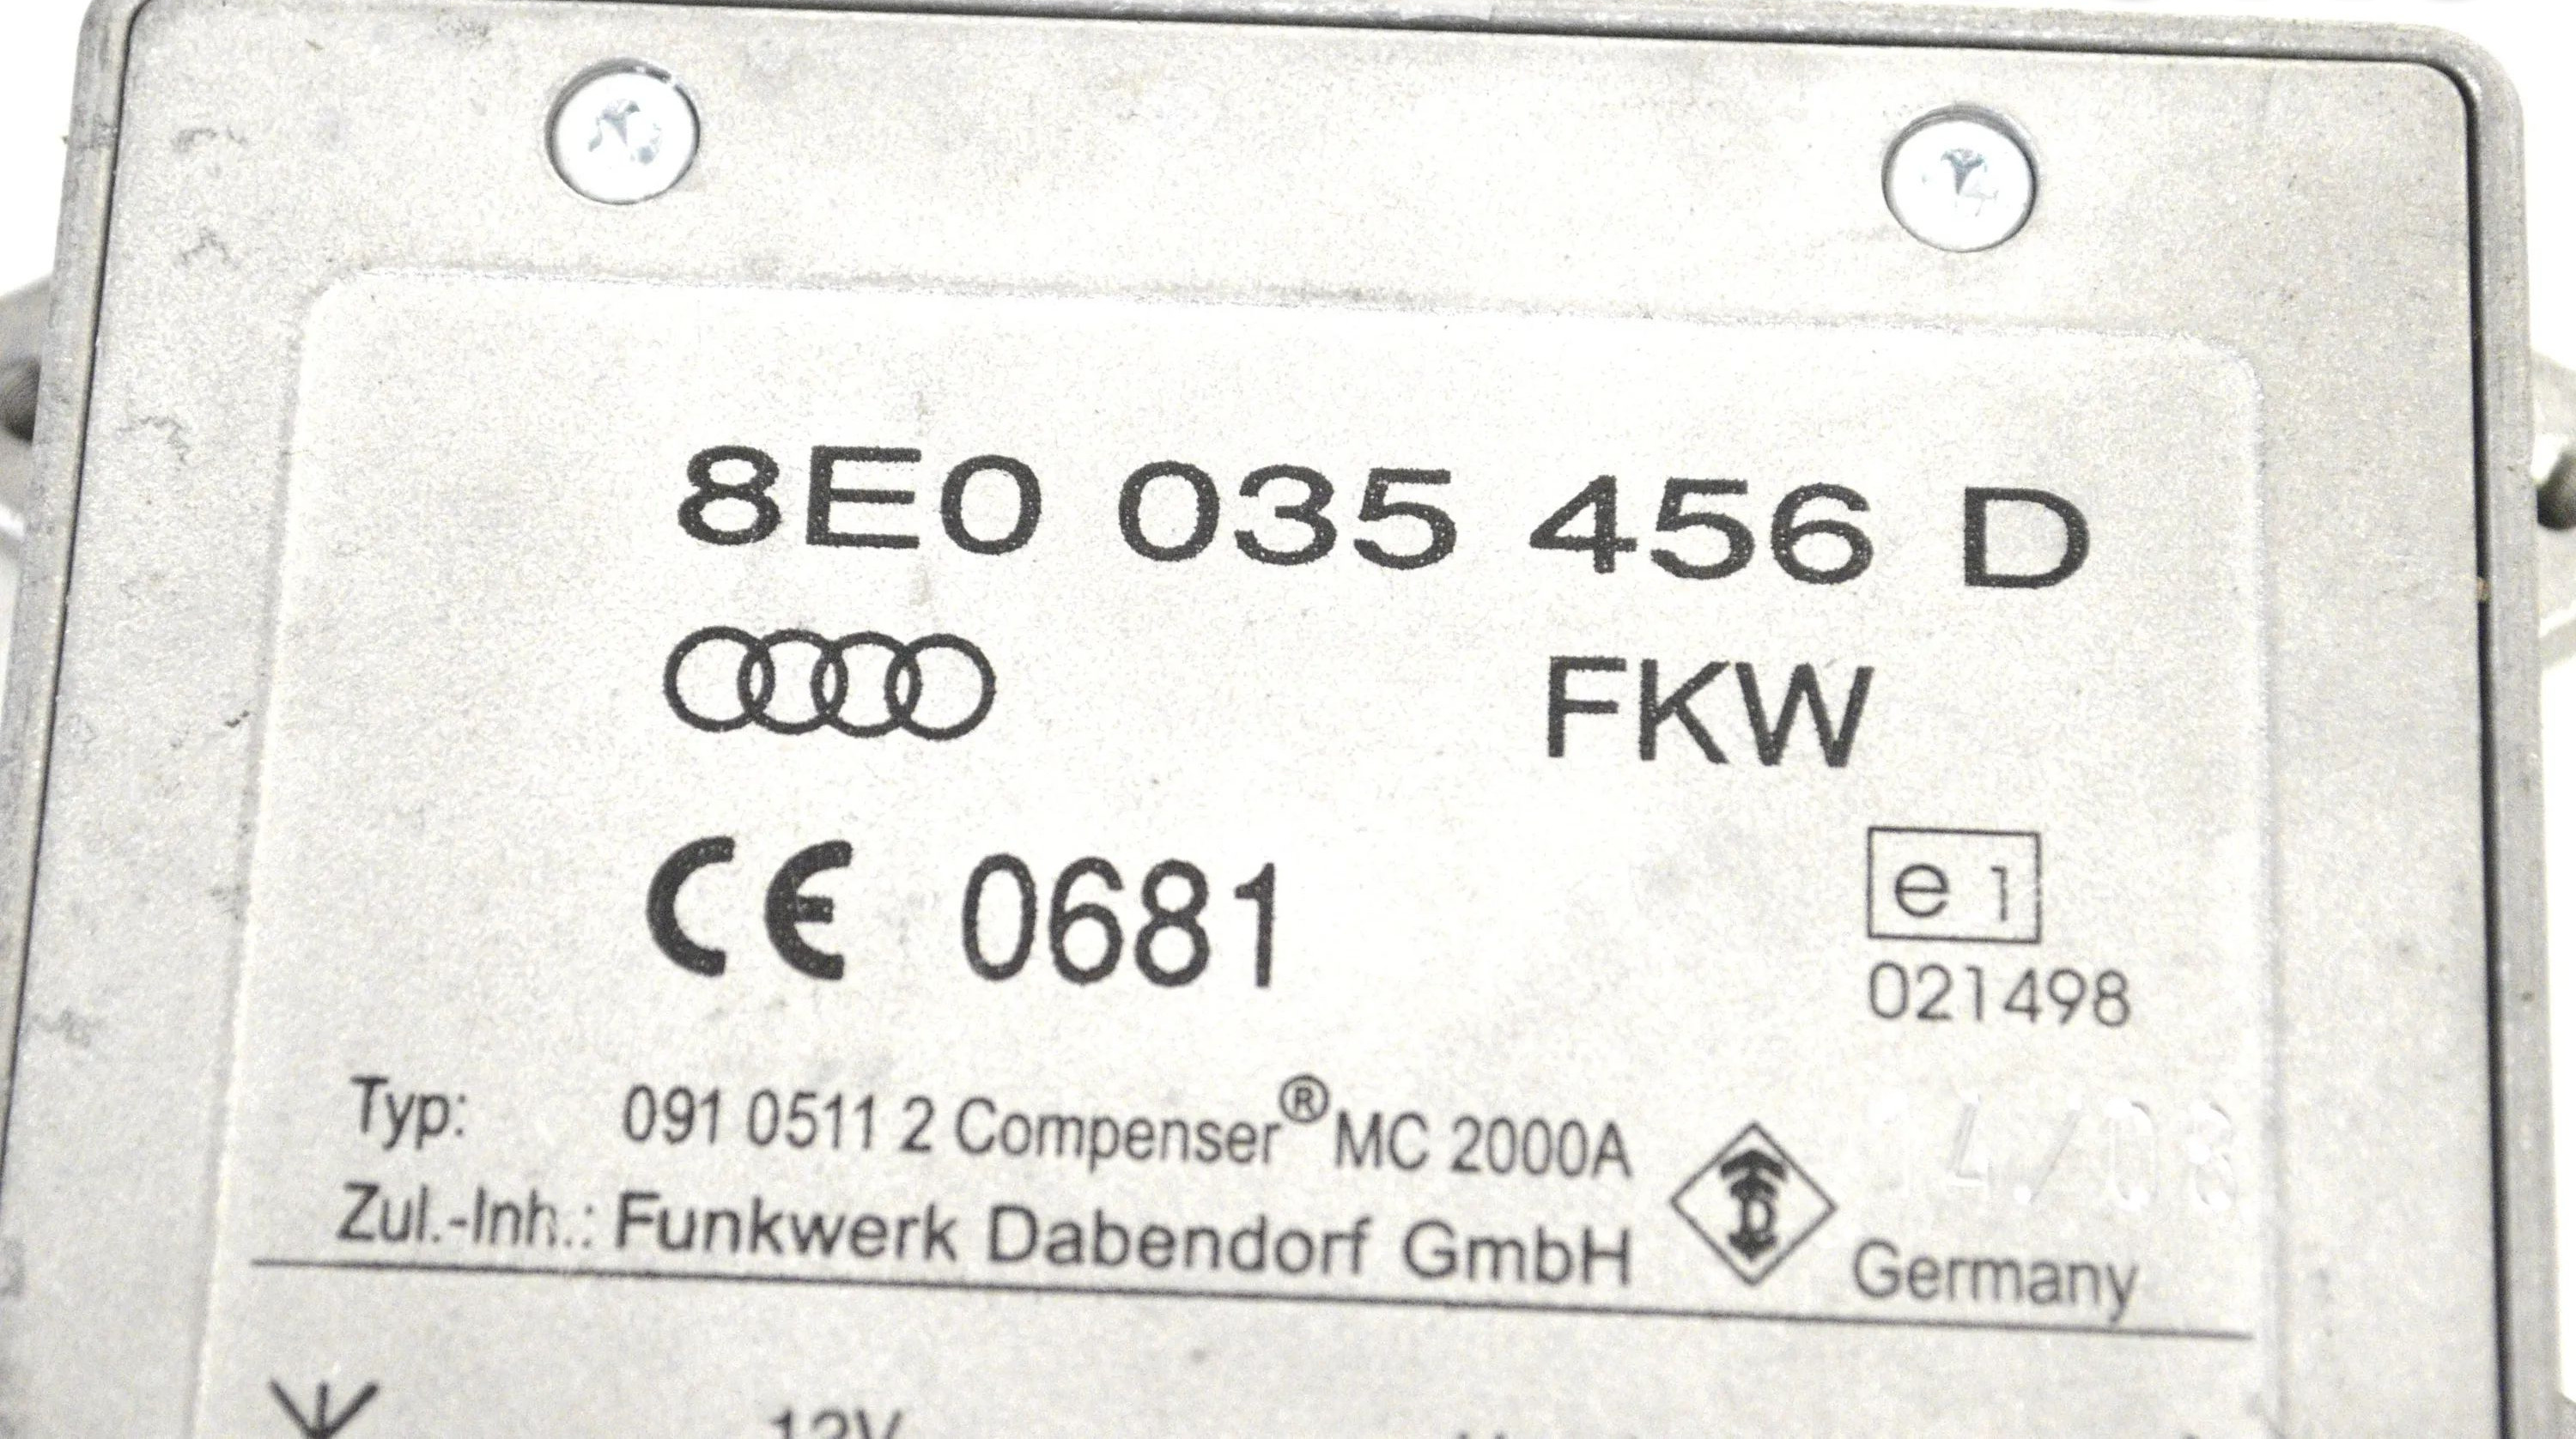 8E0 035 456 D
FKW
CE 0681
e1
021498
Typ: 091 0511 2 Compenser® MC 2000A
Zul.-Inh.: Funkwerk Dabendorf GmbH
Germany
12V